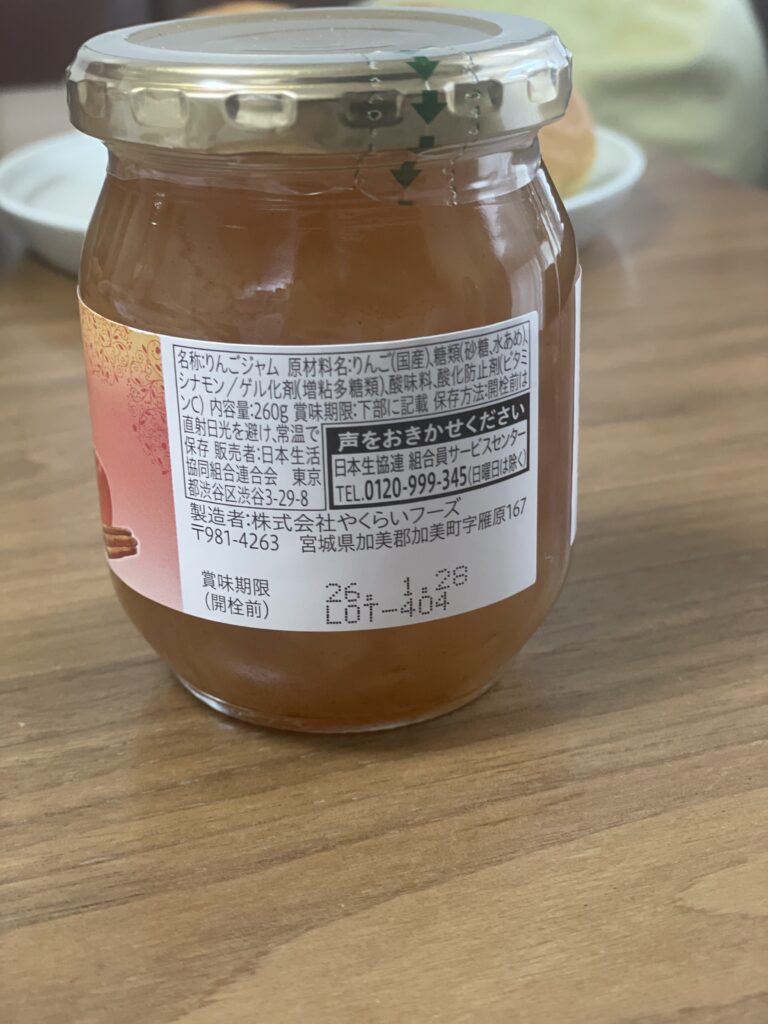 名称:りんごジャム 原材料名:りんご(国産)、糖類(砂糖、水あめ)、
シナモン/ゲル化剤(増粘多糖類)、酸味料、酸化防止剤(ビタミ
ンC) 内容量:260g 賞味期限:下部に記載 保存方法:開栓前は
直射日光を避け、常温で
保存 販売者:日本生活
協同組合連合会 東京
都渋谷区渋谷3-29-8
声をおきかせください
日本生協連 組合員サービスセンター
TEL.0120-999-345(日曜日は除く)
製造者:株式会社やくらいフーズ
〒981-4263 宮城県加美郡加美町字雁原167
賞味期限
(開栓前)
26. 1.28
LOT-404